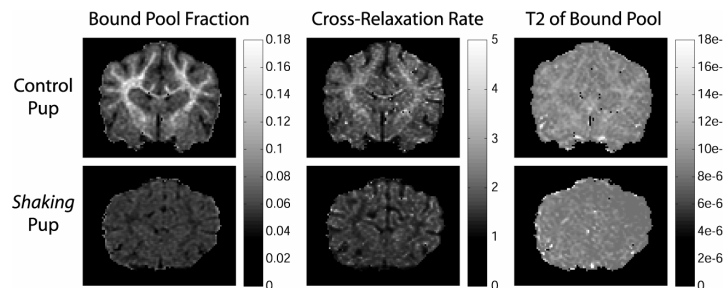 Bound Pool Fraction
Cross-Relaxation Rate
T2 of Bound Pool
Control
Pup
Shaking
Pup
0.18
0.16
0.14
0.12
0.1
0.08
0.06
0.04
0.02
0
5
4
3
2
1
0
18e-
16e-
14e-
12e-
10e-
8e-6
6e-6
4e-6
2e-6
0